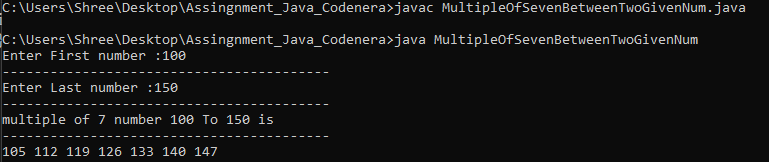 C:\Users\Shree\Desktop\Assingnment_Java_Codenera>javac MultipleOfSevenBetweenTwoGivenNum.java
C:\Users\Shree\Desktop\Assingnment_Java_Codenera>java MultipleOfSevenBetweenTwoGivenNum
Enter First number :100
-----------------------------------------
Enter Last number :150
-----------------------------------------
multiple of 7 number 100 To 150 is
-----------------------------------------
105 112 119 126 133 140 147